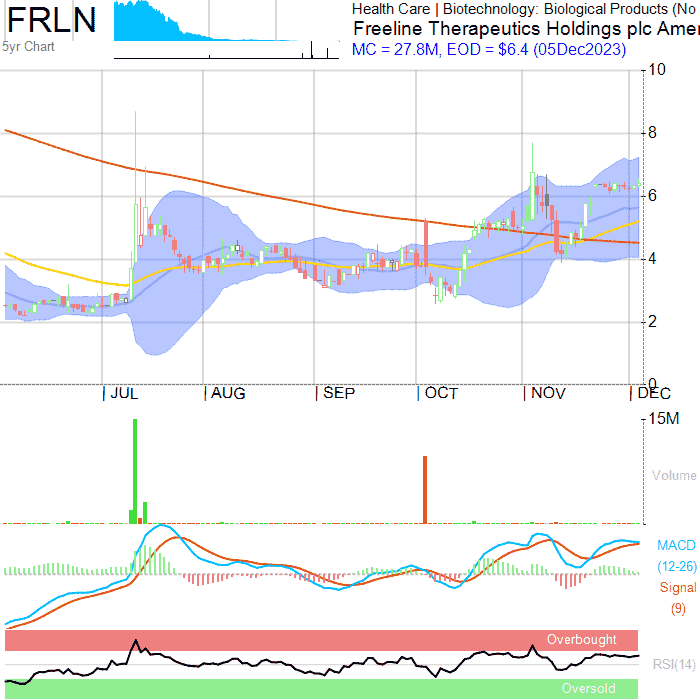 FRLN
5yr Chart
Health Care | Biotechnology: Biological Products (No
Freeline Therapeutics Holdings plc Amer
MC = 27.8M, EOD = $6.4 (05Dec2023)
10
8
6
4
2
0
JUL AUG SEP OCT NOV DEC
15M
Volume
MACD
(12-26)
Signal
(9)
Overbought
RSI(14)
Oversold